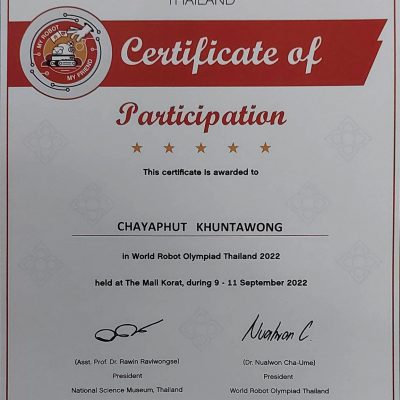 THAILAND
MY ROBOT
MY FRIEND
Certificate of
Participation
This certificate is awarded to
CHAYAPHUT KHUNTAWONG
in World Robot Olympiad Thailand 2022
held at The Mall Korat, during 9 - 11 September 2022
Nualwon C.
(Asst. Prof. Dr. Rawin Raviwongse)
President
National Science Museum, Thailand
(Dr. Nualwon Cha-Ume)
President
World Robot Olympiad Thailand